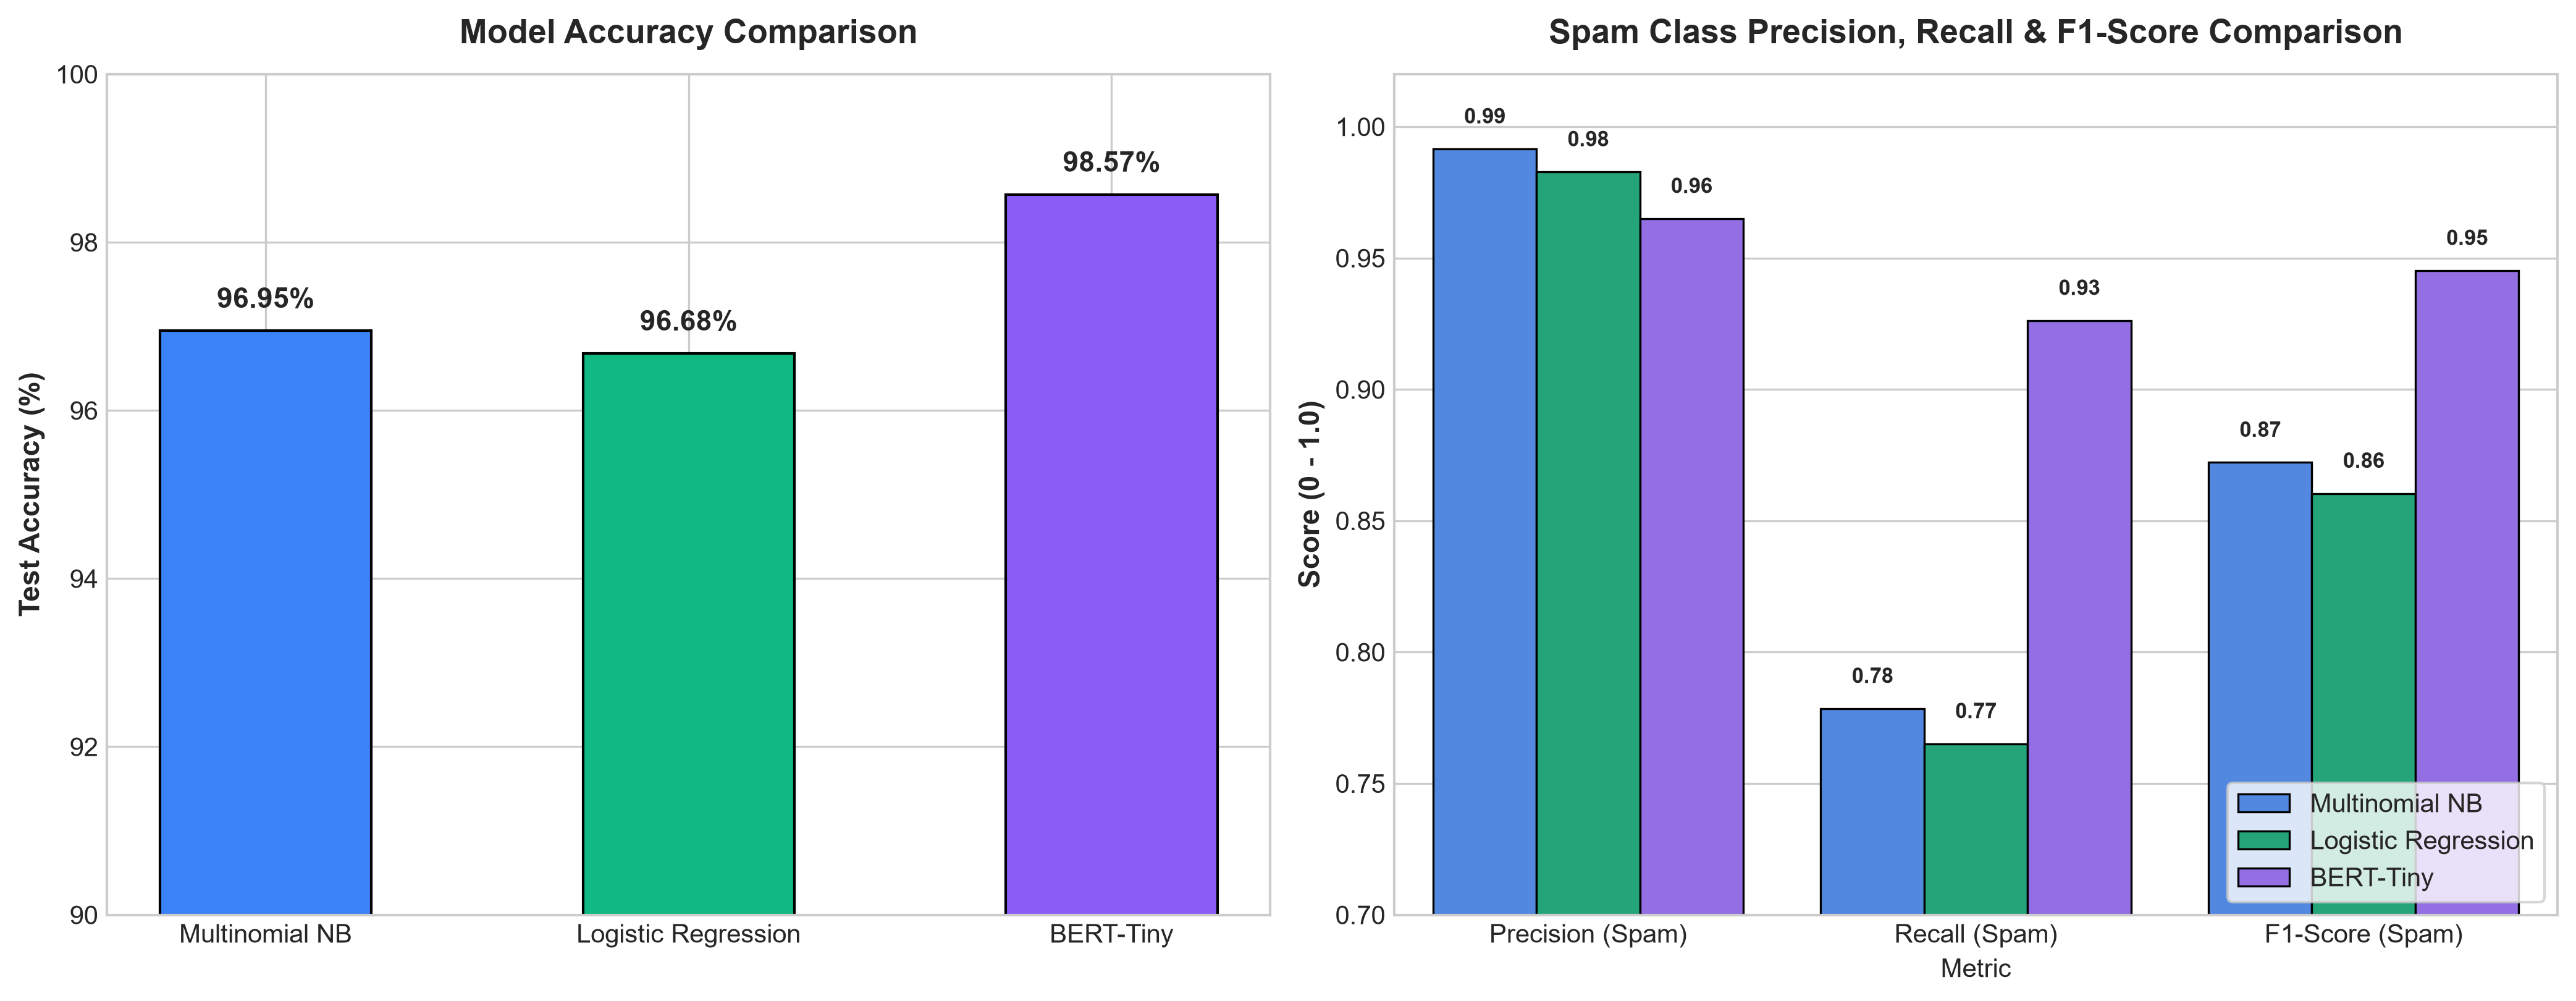 Model Accuracy Comparison
Test Accuracy (%)
100
98
96
94
92
90
96.95%
96.68%
98.57%
Multinomial NB
Logistic Regression
BERT-Tiny
Spam Class Precision, Recall & F1-Score Comparison
Score (0 - 1.0)
1.00
0.95
0.90
0.85
0.80
0.75
0.70
0.99
0.98
0.96
0.78
0.77
0.93
0.87
0.86
0.95
Multinomial NB
Logistic Regression
BERT-Tiny
Precision (Spam)
Recall (Spam)
F1-Score (Spam)
Metric